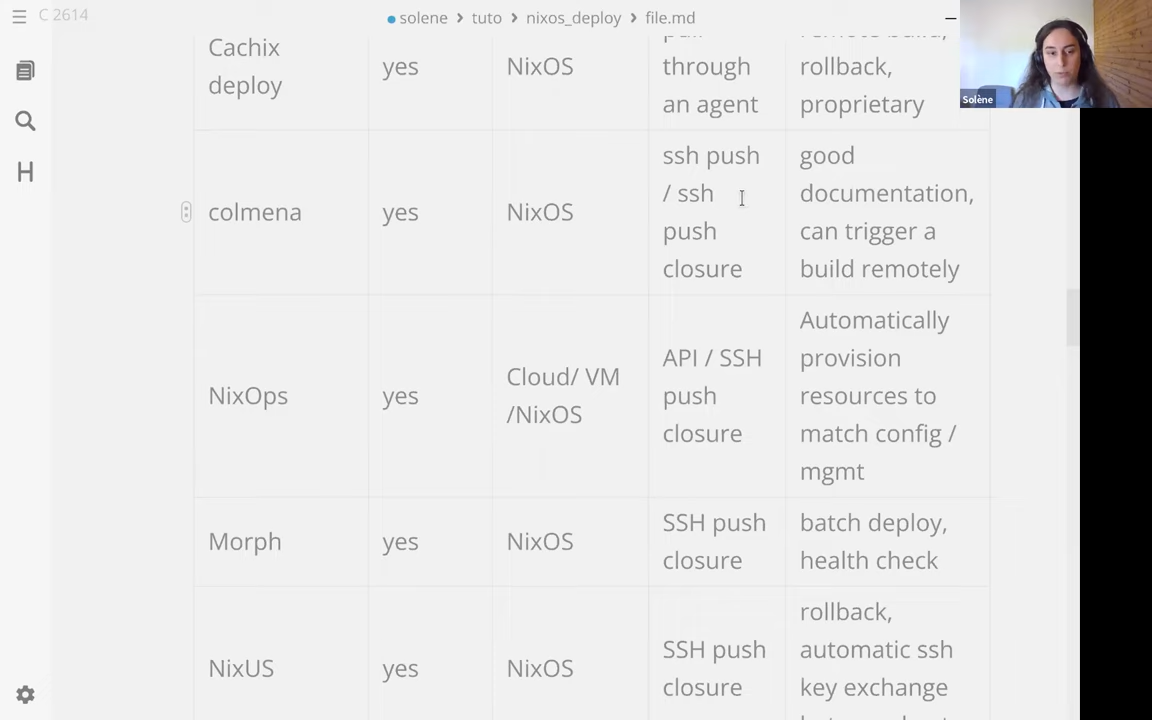 C 2614
solene > tuto > nixos_deploy > file.md
Solène
Cachix
deploy
yes
NixOS
through
an agent
rollback,
proprietary
colmena
yes
NixOS
ssh push
/ ssh
push
closure
good
documentation,
can trigger a
build remotely
NixOps
yes
Cloud/ VM
/NixOS
API / SSH
push
closure
Automatically
provision
resources to
match config /
mgmt
Morph
yes
NixOS
SSH push
closure
batch deploy,
health check
NixUS
yes
NixOS
SSH push
closure
rollback,
automatic ssh
key exchange